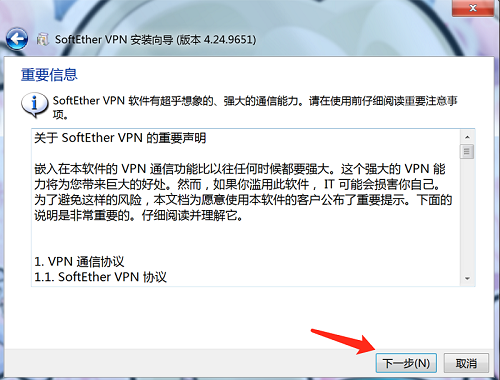 SoftEther VPN 安装向导 (版本 4.24.9651)
重要信息
SoftEther VPN 软件有超乎想象的、强大的通信能力。请在使用前仔细阅读重要注意事
项。
关于 SoftEther VPN 的重要声明
嵌入在本软件的 VPN 通信功能比以往任何时候都要强大。这个强大的 VPN 能
力将为您带来巨大的好处。然而，如果你滥用此软件， IT 可能会损害你自己。
为了避免这样的风险，本文档为愿意使用本软件的客户公布了重要提示。下面的
说明是非常重要的。仔细阅读并理解它。
1. VPN 通信协议
1.1. SoftEther VPN 协议
下一步(N)
取消